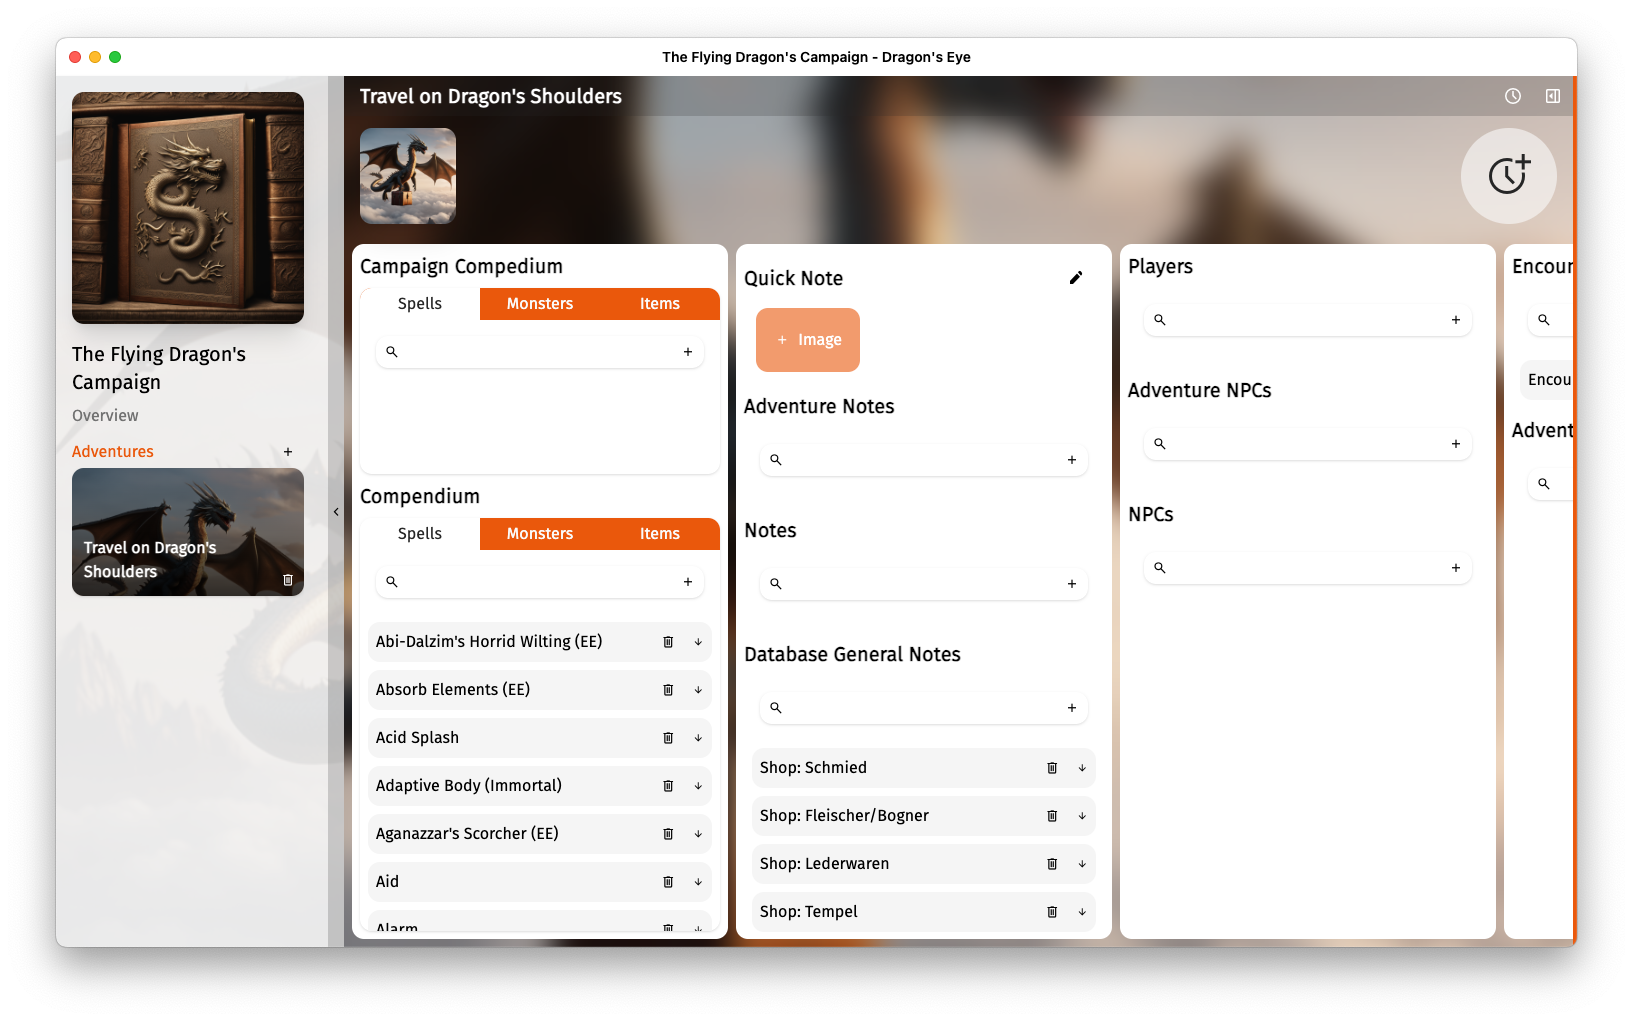 The Flying Dragon's Campaign - Dragon's Eye
The Flying Dragon's
Campaign
Overview
Adventures
Travel on Dragon's
Shoulders
Travel on Dragon's Shoulders
Campaign Compedium
Spells Monsters Items
Compendium
Spells Monsters Items
Abi-Dalzim's Horrid Wilting (EE)
Absorb Elements (EE)
Acid Splash
Adaptive Body (Immortal)
Aganazzar's Scorcher (EE)
Aid
Alarm
Quick Note
+ Image
Adventure Notes
Notes
Database General Notes
Shop: Schmied
Shop: Fleischer/Bogner
Shop: Lederwaren
Shop: Tempel
Players
Adventure NPCs
NPCs
Encour
Encou
Advent